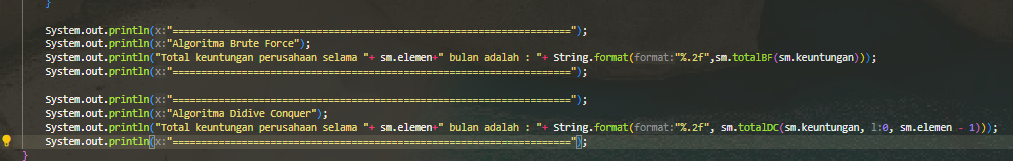 }
System.out.println(x:"======================================================================");
System.out.println(x:"Algoritma Brute Force");
System.out.println("Total keuntungan perusahaan selama "+ sm.elemen+" bulan adalah : "+ String.format(format:"%.2f",sm.totalBF(sm.keuntungan)));
System.out.println(x:"======================================================================");
System.out.println(x:"======================================================================");
System.out.println(x:"Algoritma Didive Conquer");
System.out.println("Total keuntungan perusahaan selama "+ sm.elemen+" bulan adalah : "+ String.format(format:"%.2f", sm.totalDC(sm.keuntungan, l:0, sm.elemen - 1)));
System.out.println(x:"======================================================================");
}